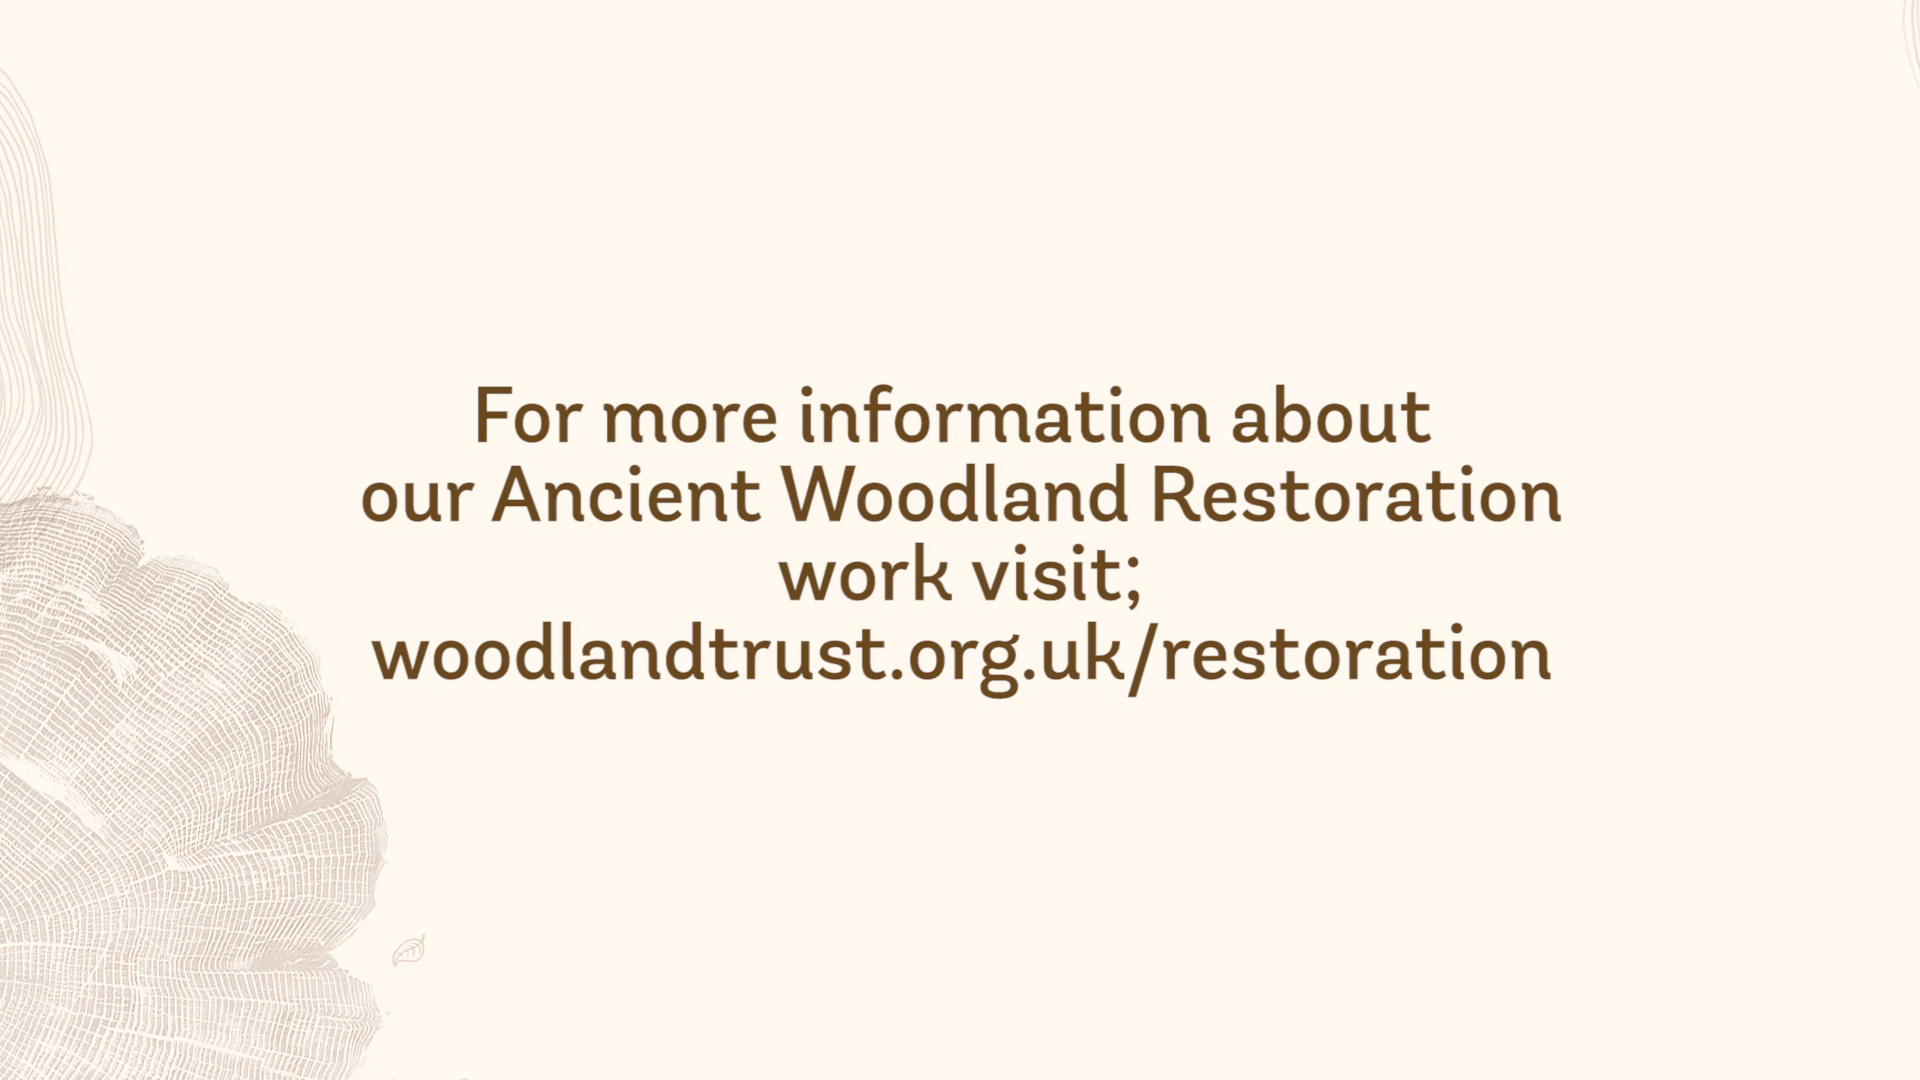 For more information about
our Ancient Woodland Restoration
work visit;
woodlandtrust.org.uk/restoration